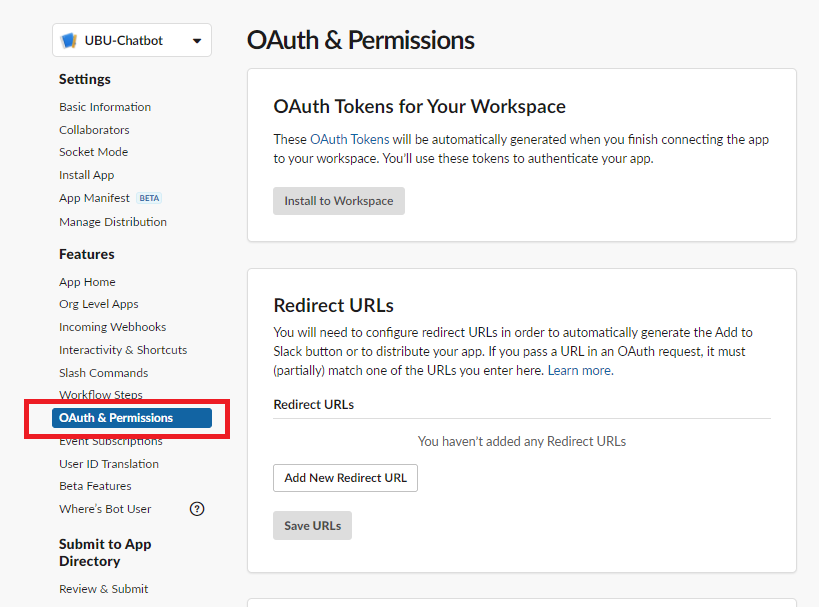 UBU-Chatbot
Settings
Basic Information
Collaborators
Socket Mode
Install App
App Manifest BETA
Manage Distribution
Features
App Home
Org Level Apps
Incoming Webhooks
Interactivity & Shortcuts
Slash Commands
Workflow Steps
OAuth & Permissions
Event Subscriptions
User ID Translation
Beta Features
Where's Bot User ?
Submit to App
Directory
Review & Submit
OAuth & Permissions
OAuth Tokens for Your Workspace
These OAuth Tokens will be automatically generated when you finish connecting the app
to your workspace. You'll use these tokens to authenticate your app.
Install to Workspace
Redirect URLs
You will need to configure redirect URLs in order to automatically generate the Add to
Slack button or to distribute your app. If you pass a URL in an OAuth request, it must
(partially) match one of the URLs you enter here. Learn more.
Redirect URLs
You haven't added any Redirect URLs
Add New Redirect URL
Save URLs